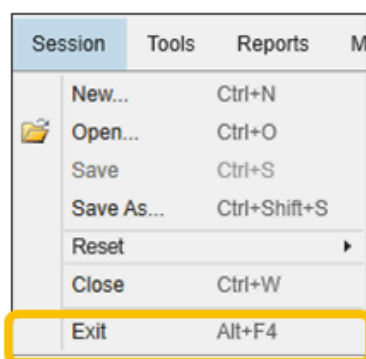 Session Tools Reports M
New... Ctrl+N
Open... Ctrl+O
Save Ctrl+S
Save As... Ctrl+Shift+S
Reset
Close Ctrl+W
Exit Alt+F4